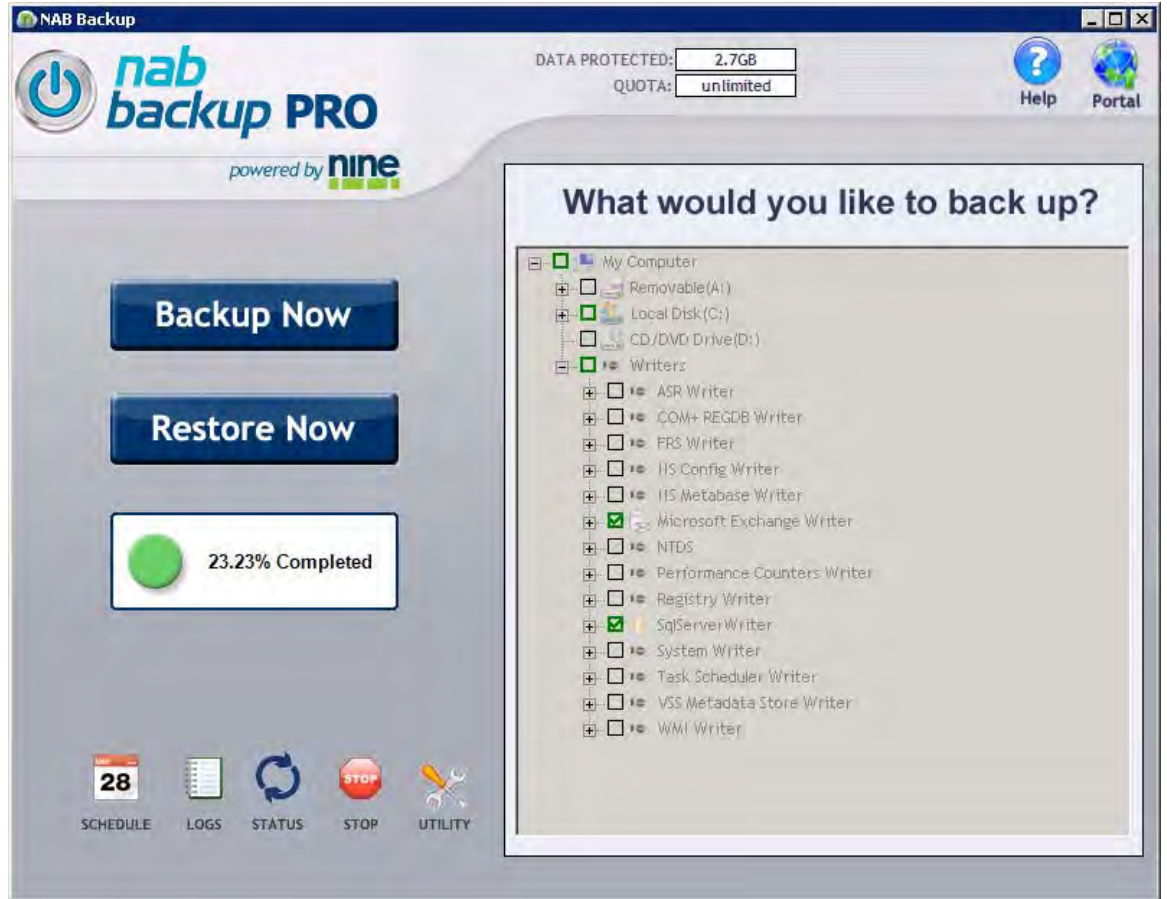 NAB Backup
nab
backup PRO
powered by nine
DATA PROTECTED: 2.7GB
QUOTA: unlimited
Help
Portal
What would you like to back up?
My Computer
Removable(A:)
Local Disk(C:)
CD/DVD Drive(D:)
Writers
ASR Writer
COM+ REGDB Writer
FRS Writer
IIS Config Writer
IIS Metabase Writer
Microsoft Exchange Writer
NTDS
Performance Counters Writer
Registry Writer
SqlServerWriter
System Writer
Task Scheduler Writer
VSS Metadata Store Writer
WMI Writer
Backup Now
Restore Now
23.23% Completed
28
STOP
SCHEDULE LOGS STATUS STOP UTILITY